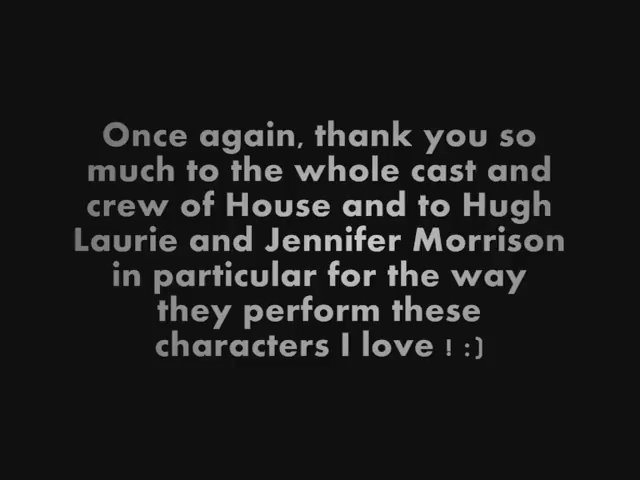 Once again, thank you so
much to the whole cast and
crew of House and to Hugh
Laurie and Jennifer Morrison
in particular for the way
they perform these
characters I love ! :)